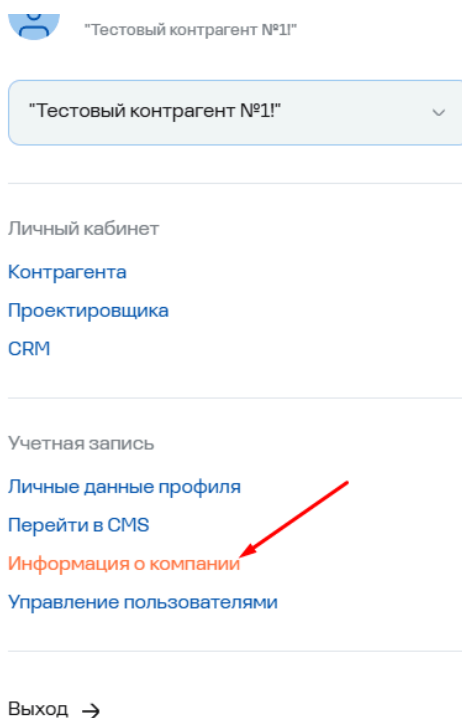 "Тестовый контрагент №1!"
"Тестовый контрагент №1!"
Личный кабинет
Контрагента
Проектировщика
CRM
Учетная запись
Личные данные профиля
Перейти в CMS
Информация о компании
Управление пользователями
Выход →